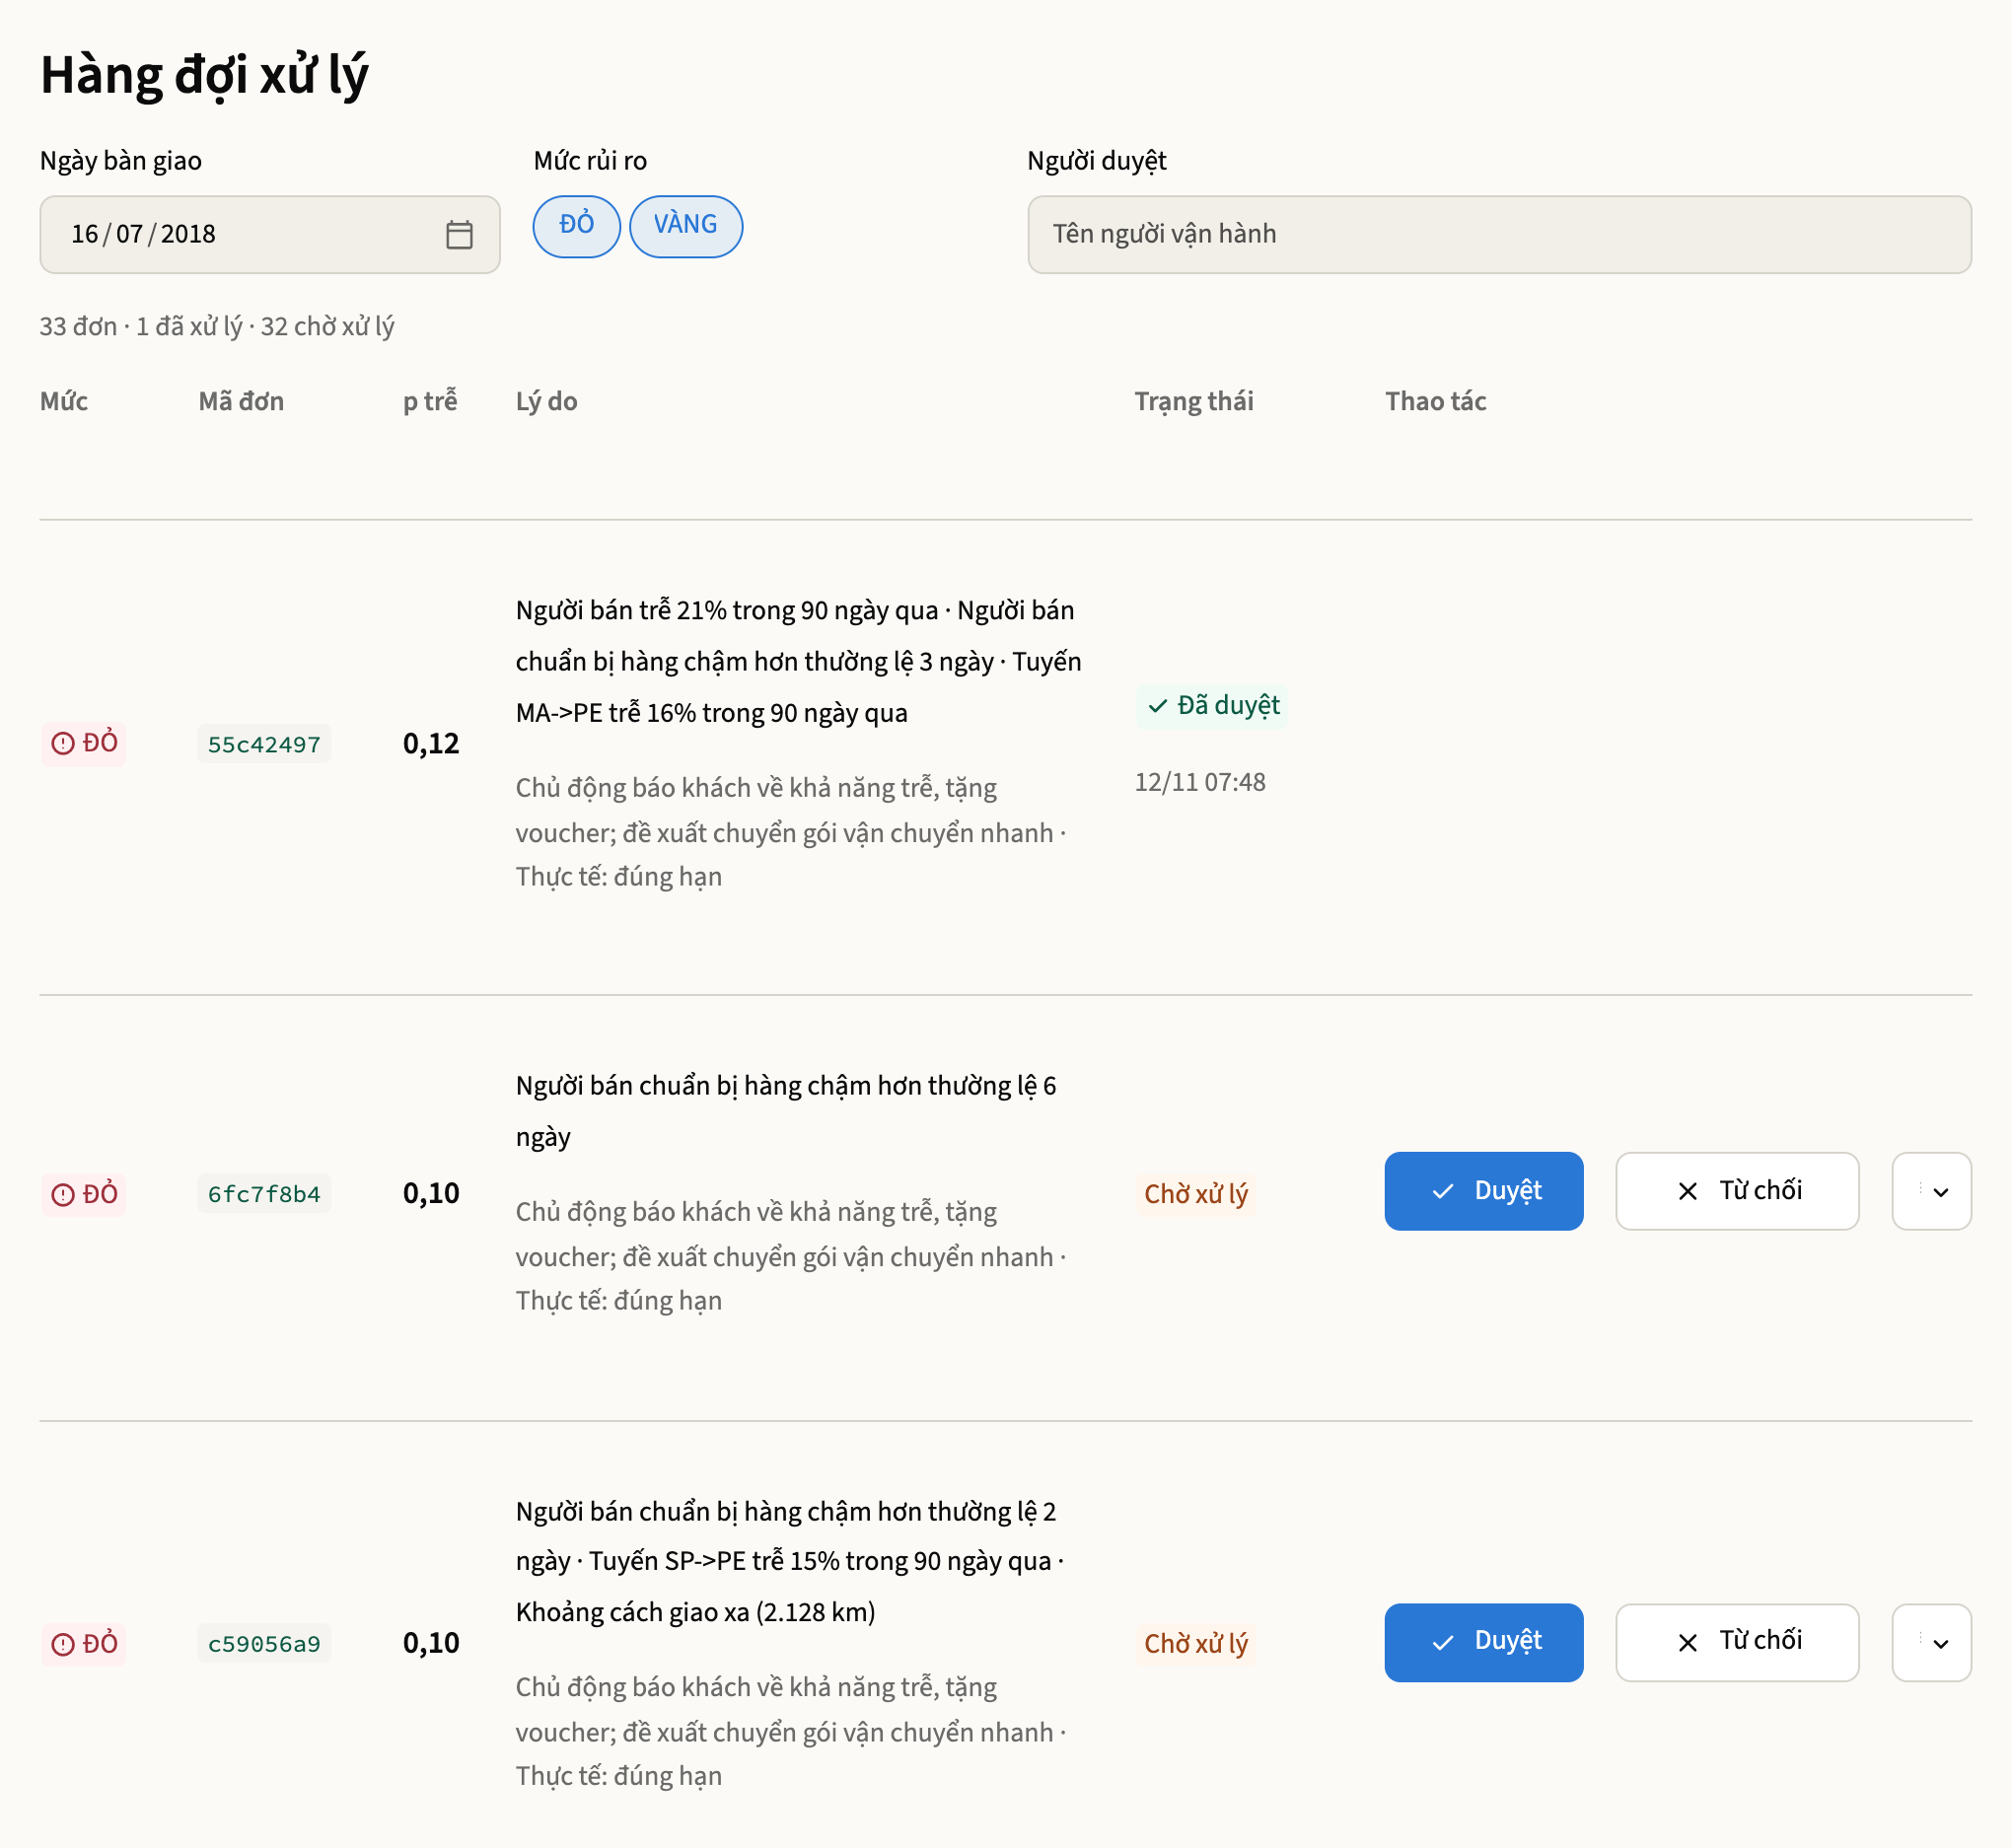 Hàng đợi xử lý
Ngày bàn giao
Mức rủi ro
Người duyệt
16/07/2018
ĐỎ
VÀNG
Tên người vận hành
33 đơn · 1 đã xử lý · 32 chờ xử lý
Mức
Mã đơn
p trễ
Lý do
Trạng thái
Thao tác
ĐỎ
55c42497
0,12
Người bán trễ 21% trong 90 ngày qua · Người bán
chuẩn bị hàng chậm hơn thường lệ 3 ngày · Tuyến
MA->PE trễ 16% trong 90 ngày qua
Chủ động báo khách về khả năng trễ, tặng
voucher; đề xuất chuyển gói vận chuyển nhanh ·
Thực tế: đúng hạn
Đã duyệt
12/11 07:48
ĐỎ
6fc7f8b4
0,10
Người bán chuẩn bị hàng chậm hơn thường lệ 6
ngày
Chủ động báo khách về khả năng trễ, tặng
voucher; đề xuất chuyển gói vận chuyển nhanh ·
Thực tế: đúng hạn
Chờ xử lý
Duyệt
Từ chối
ĐỎ
c59056a9
0,10
Người bán chuẩn bị hàng chậm hơn thường lệ 2
ngày · Tuyến SP->PE trễ 15% trong 90 ngày qua ·
Khoảng cách giao xa (2.128 km)
Chủ động báo khách về khả năng trễ, tặng
voucher; đề xuất chuyển gói vận chuyển nhanh ·
Thực tế: đúng hạn
Chờ xử lý
Duyệt
Từ chối